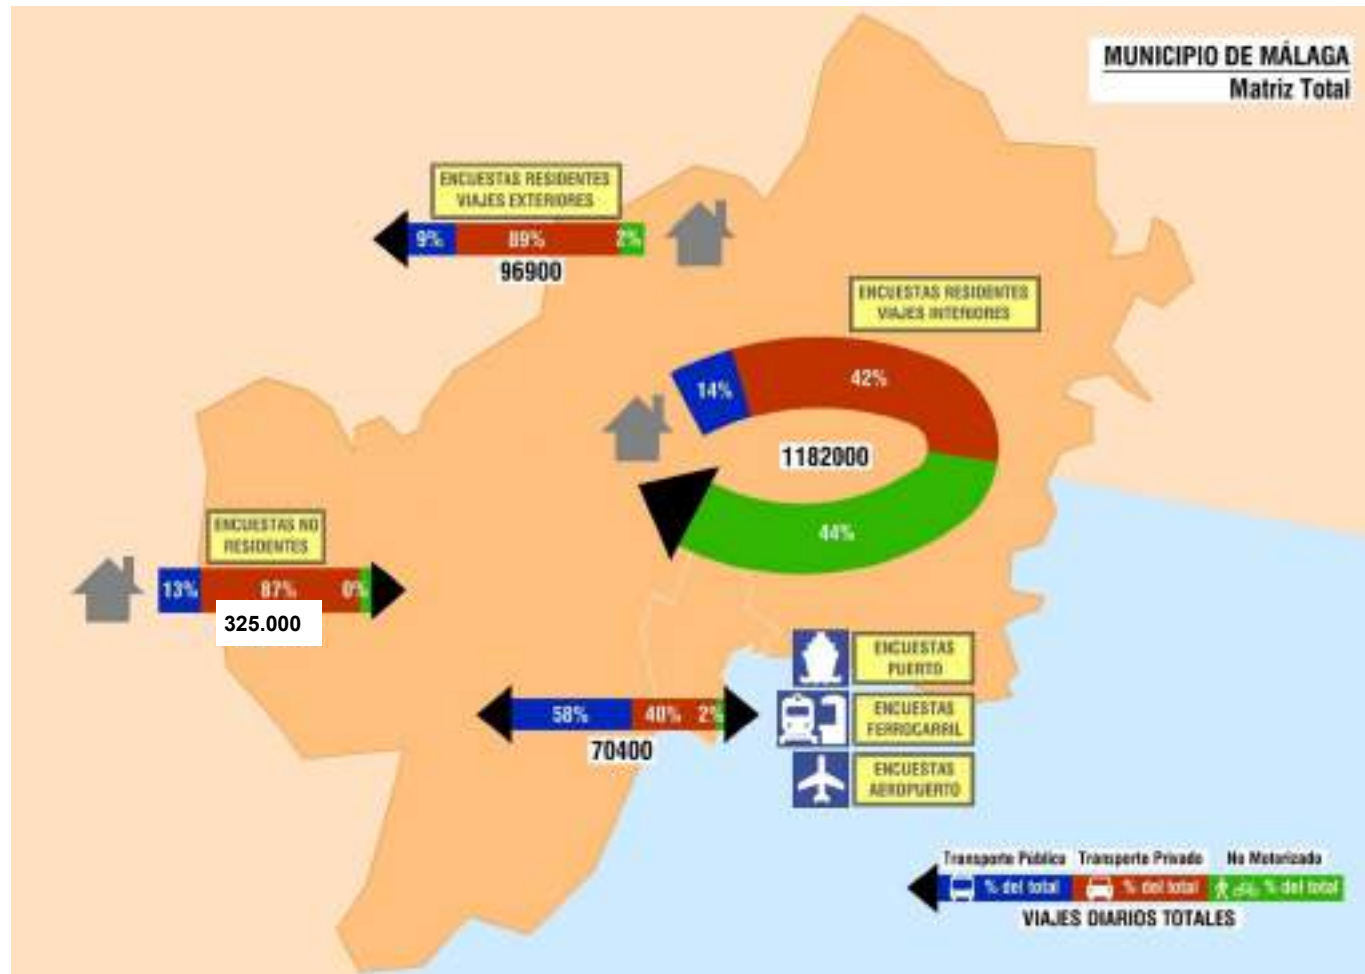 MUNICIPIO DE MÁLAGA
Matriz Total
ENCUESTAS RESIDENTES
VIAJES EXTERIORES
9% 89% 2%
96900
ENCUESTAS RESIDENTES
VIAJES INTERIORES
14% 42%
1182000
44%
ENCUESTAS NO
RESIDENTES
13% 87% 0%
325.000
ENCUESTAS
PUERTO
58% 40% 2%
70400
ENCUESTAS
FERROCARRIL
ENCUESTAS
AEROPUERTO
Transporte Público Transporte Privado No Motorizado
% del total % del total % del total
VIAJES DIARIOS TOTALES